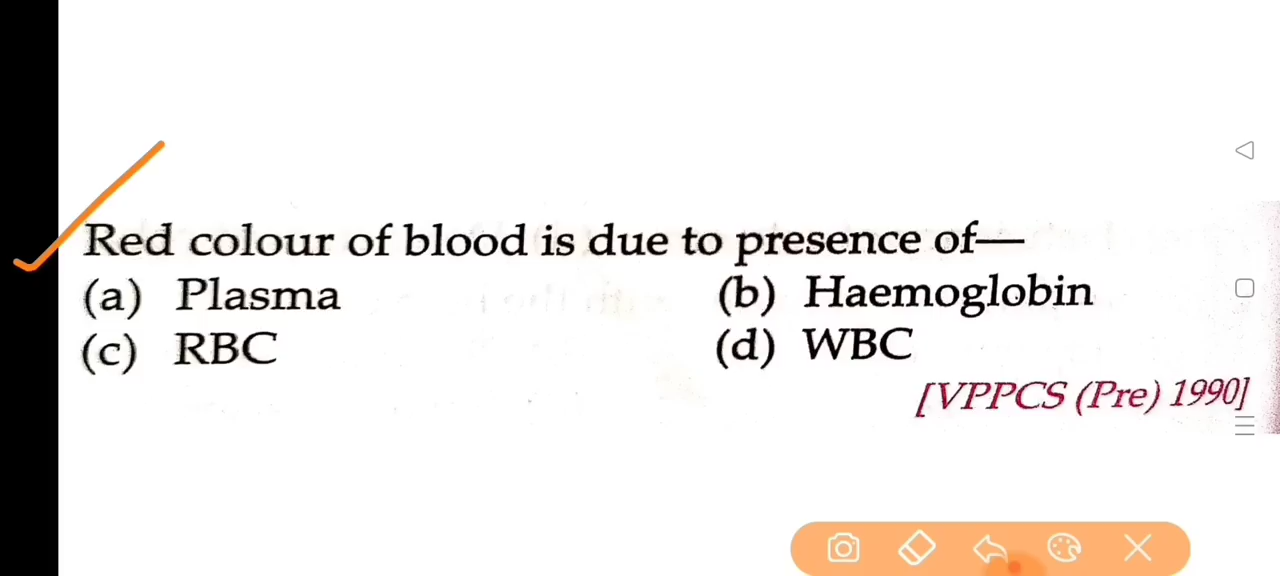 Red colour of blood is due to presence of—
(a) Plasma (b) Haemoglobin
(c) RBC (d) WBC
[VPPCS (Pre) 1990]